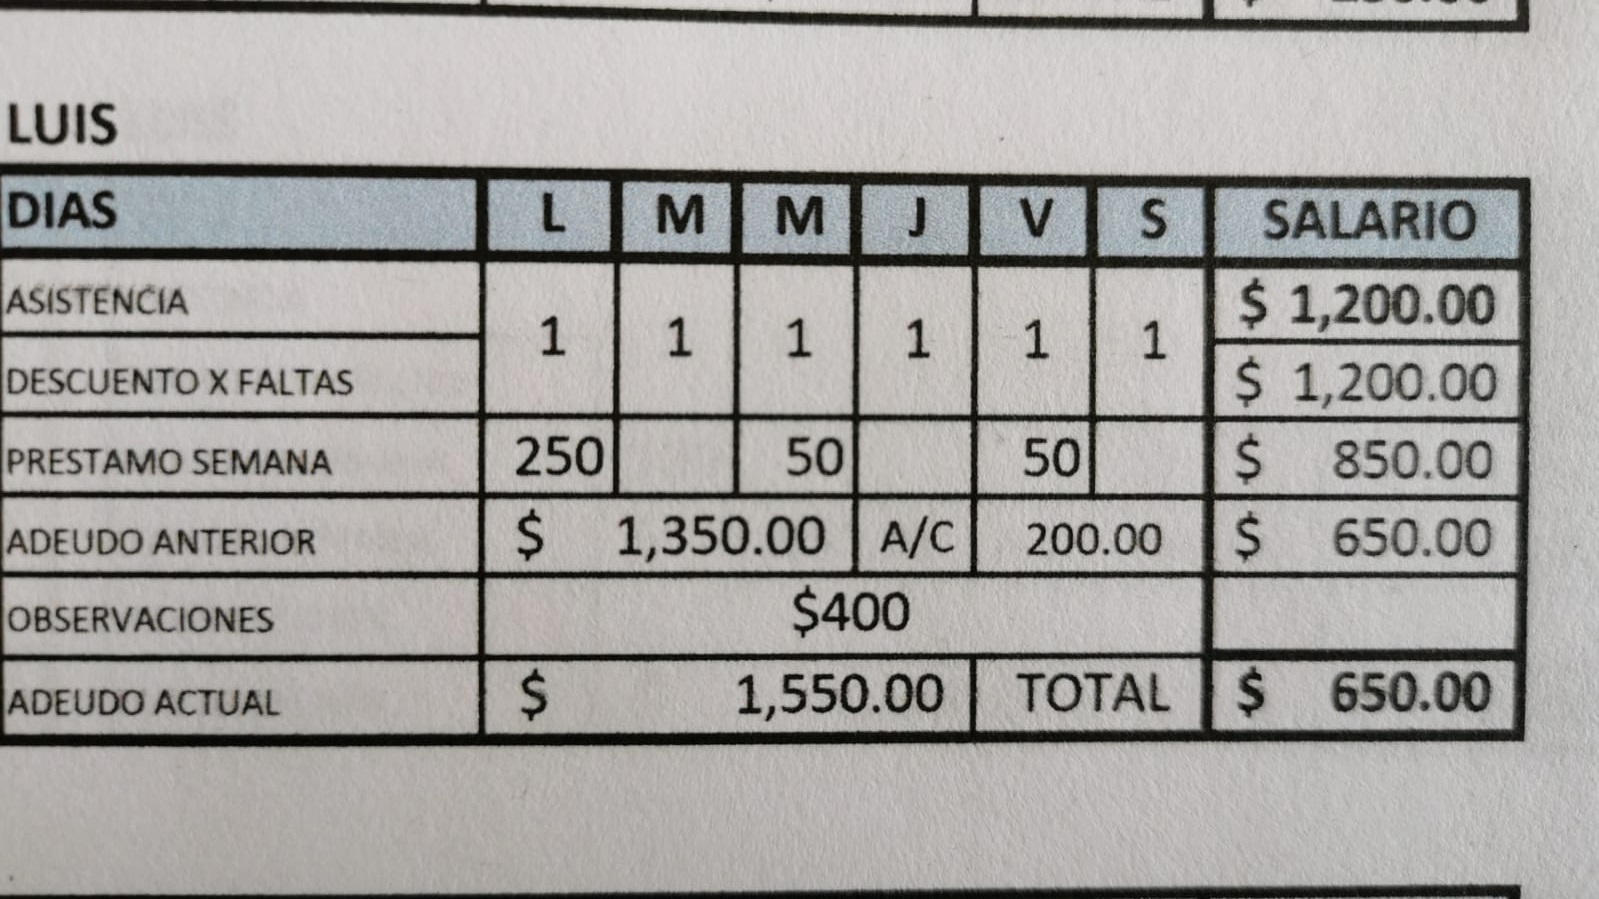 LUIS
DIAS L M M J V S SALARIO
ASISTENCIA 1 1 1 1 1 1 $ 1,200.00
DESCUENTO X FALTAS $ 1,200.00
PRESTAMO SEMANA 250 50 50 $ 850.00
ADEUDO ANTERIOR $ 1,350.00 A/C 200.00 $ 650.00
OBSERVACIONES $400
ADEUDO ACTUAL $ 1,550.00 TOTAL $ 650.00